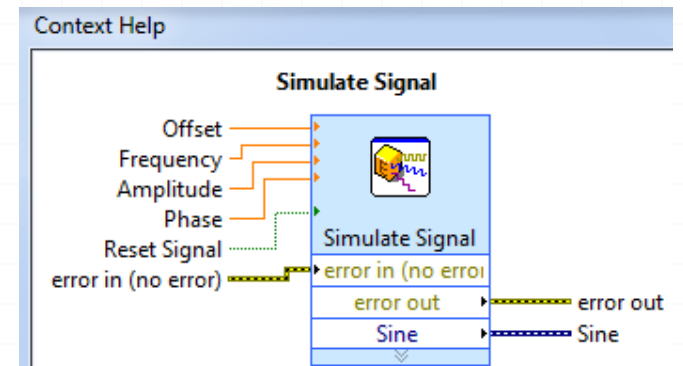 Context Help
Simulate Signal
Offset
Frequency
Amplitude
Phase
Reset Signal
error in (no error)
Simulate Signal
error in (no erro
error out
Sine
error out
Sine